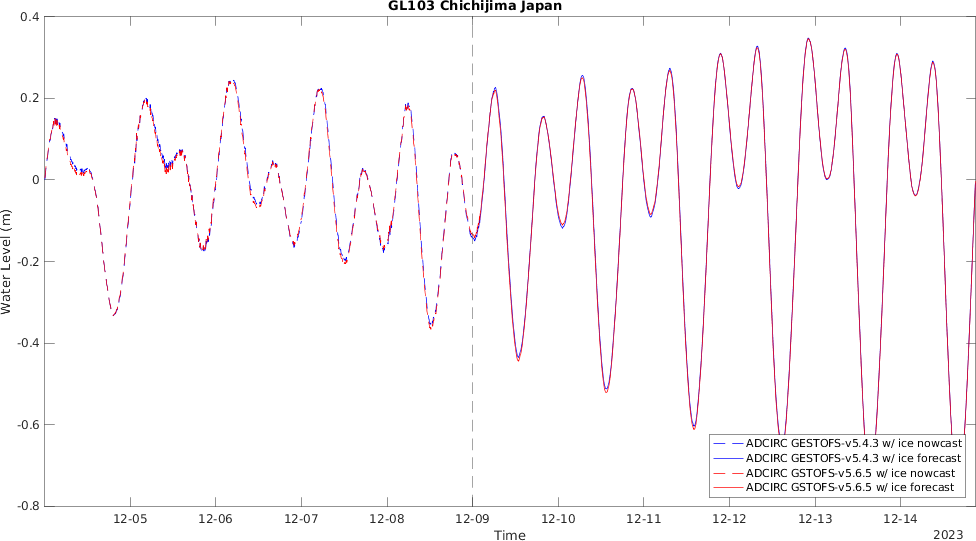 GL103 Chichijima Japan
0.4
0.2
0
-0.2
-0.4
-0.6
-0.8
Water Level (m)
ADCIRC GESTOFS-v5.4.3 w/ ice nowcast
ADCIRC GESTOFS-v5.4.3 w/ ice forecast
ADCIRC GSTOFS-v5.6.5 w/ ice nowcast
ADCIRC GSTOFS-v5.6.5 w/ ice forecast
12-05 12-06 12-07 12-08 12-09 12-10 12-11 12-12 12-13 12-14
Time
2023